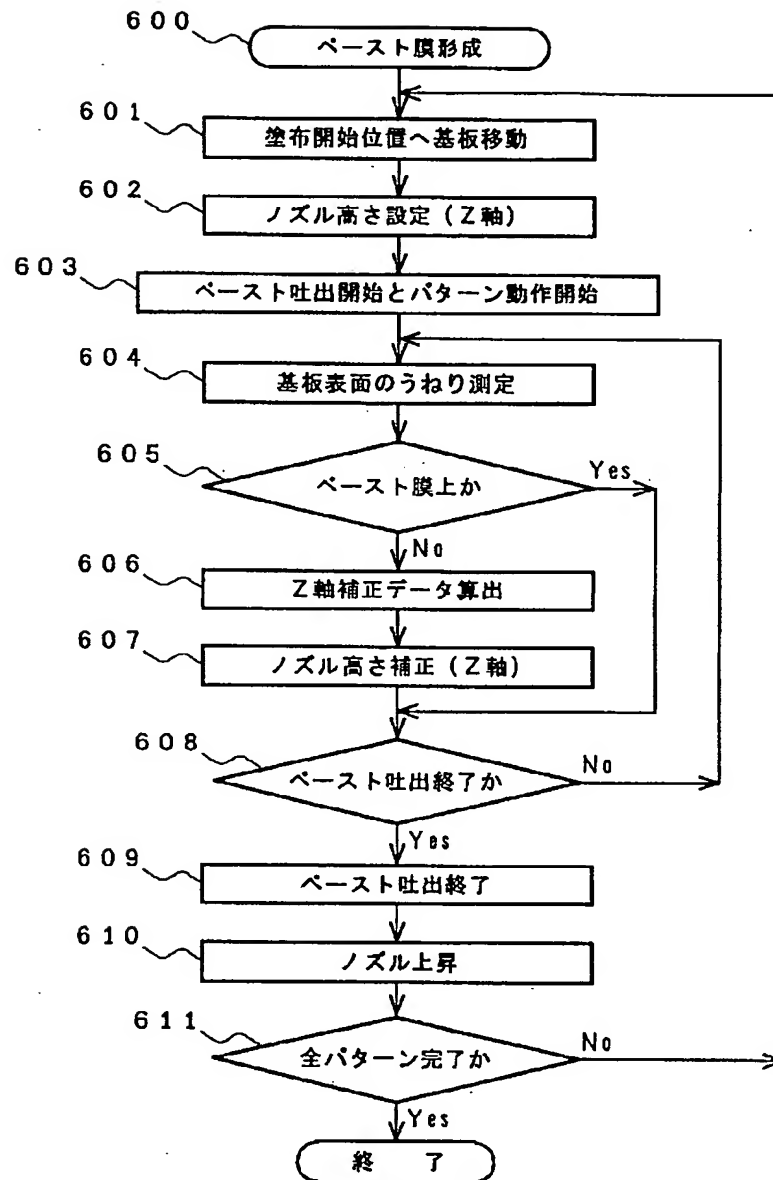 600
ペースト膜形成
601
塗布開始位置へ基板移動
602
ノズル高さ設定(Z軸)
603
ペースト吐出開始とパターン動作開始
604
基板表面のうねり測定
605
ペースト膜上か
Yes
No
606
Z軸補正データ算出
607
ノズル高さ補正(Z軸)
608
ペースト吐出終了か
No
Yes
609
ペースト吐出終了
610
ノズル上昇
611
全パターン完了か
No
Yes
終 了